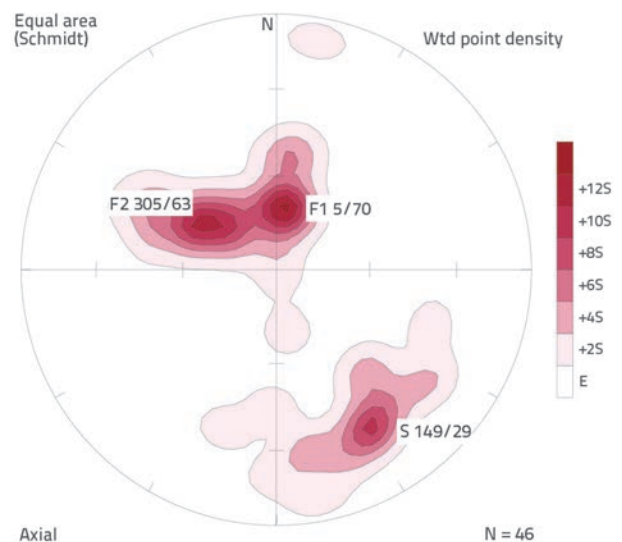 Equal area
(Schmidt)
N
Wtd point density
F2 305/63
F1 5/70
+12S
+10S
+8S
+6S
+4S
+2S
E
S 149/29
Axial
N = 46